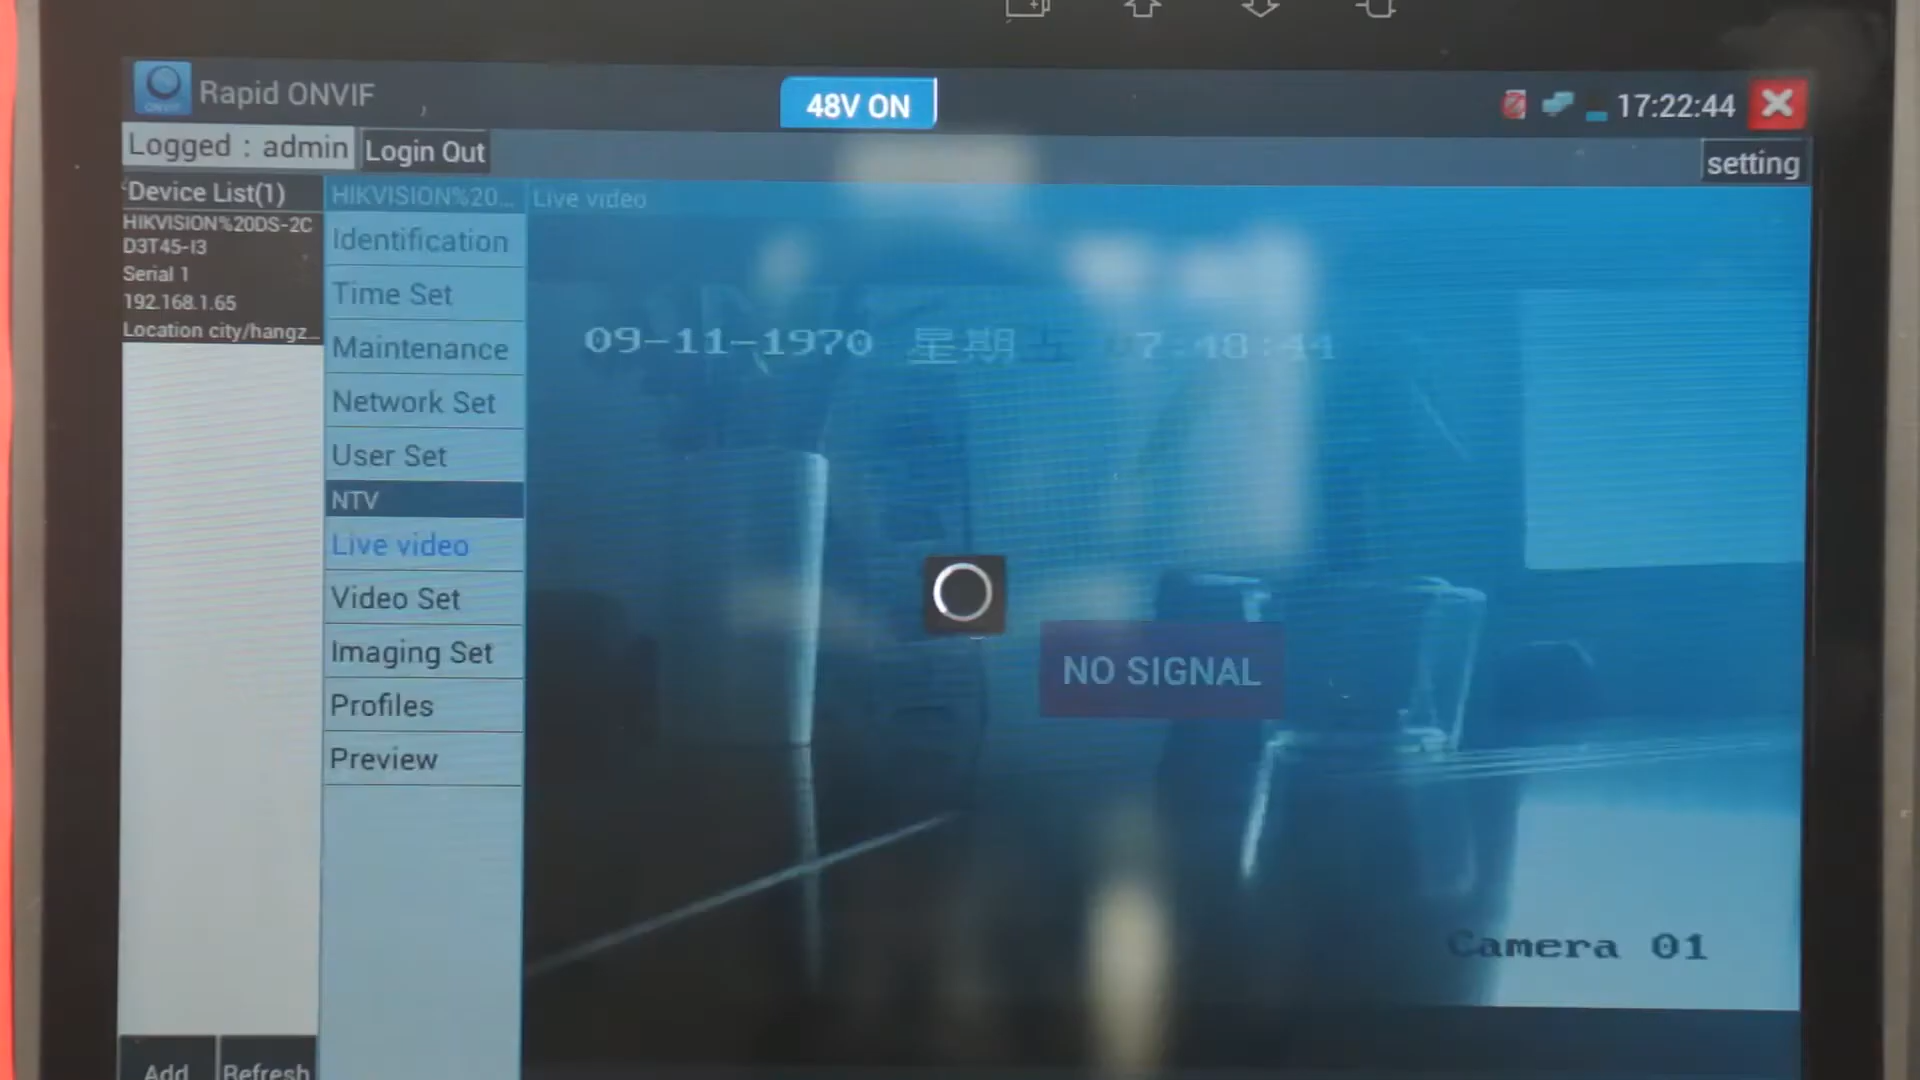 Rapid ONVIF
48V ON
17:22:44
Logged : admin
Login Out
setting
Device List(1)
HIKVISION%20DS-2C
D3T45-I3
Serial 1
192.168.1.65
Location city/hangz...
HIKVISION%20...
Identification
Time Set
Maintenance
Network Set
User Set
NTV
Live video
Video Set
Imaging Set
Profiles
Preview
Live video
09-11-1970 星期 7:48:44
NO SIGNAL
Camera 01
Add
Refresh